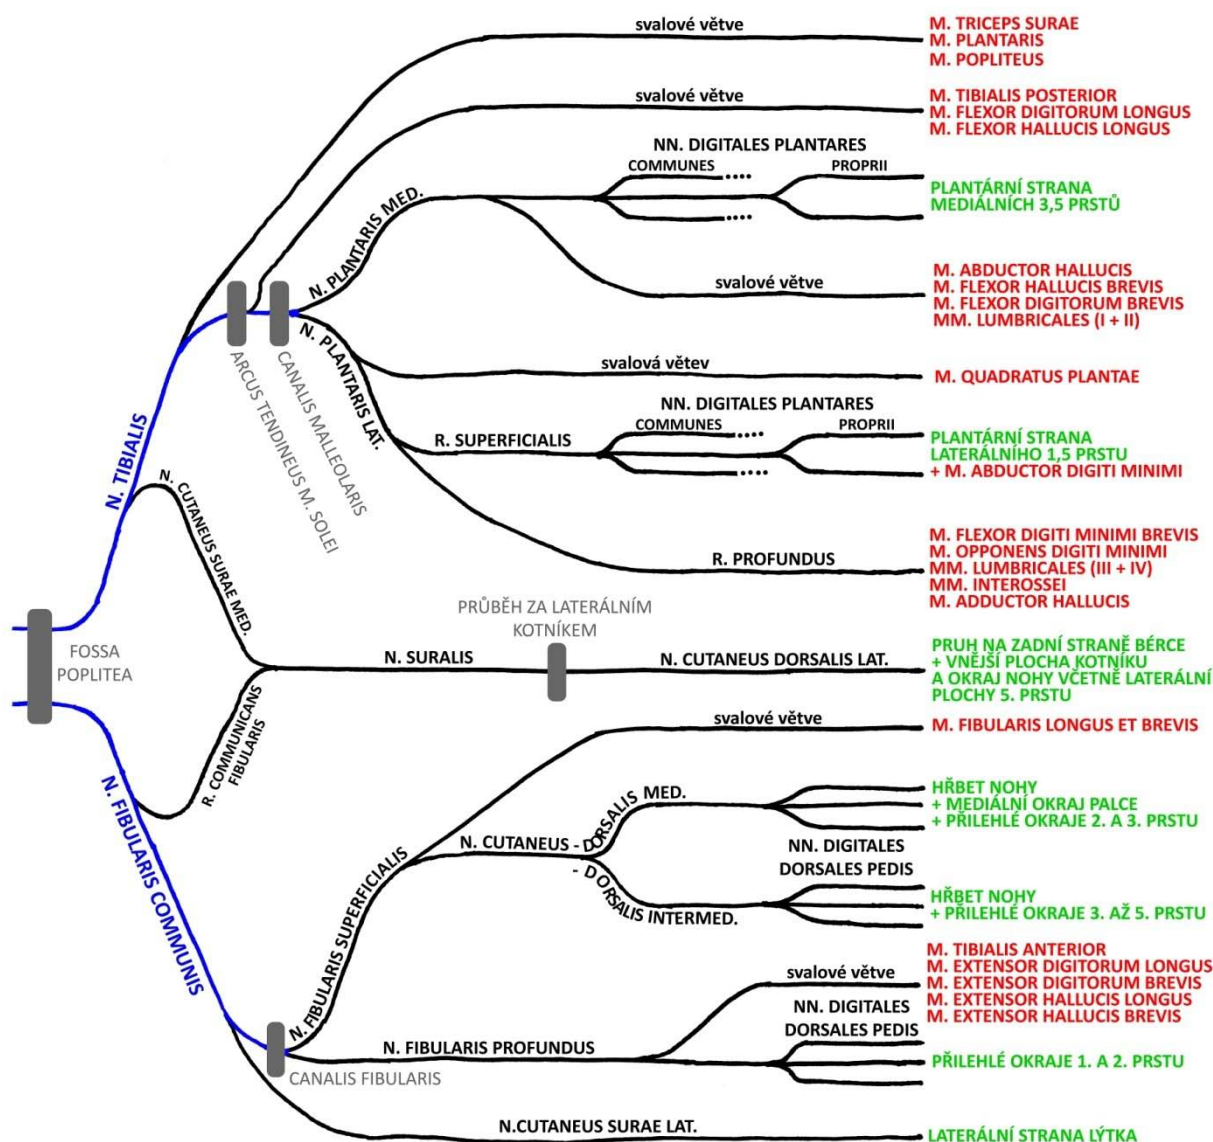 svalové větve
M. TRICEPS SURAE
M. PLANTARIS
M. POPLITEUS
svalové větve
M. TIBIALIS POSTERIOR
M. FLEXOR DIGITORUM LONGUS
M. FLEXOR HALLUCIS LONGUS
NN. DIGITALES PLANTARES
COMMUNES
PROPRII
PLANTÁRNÍ STRANA
MEDIÁLNÍCH 3,5 PRSTŮ
N. PLANTARIS MED.
svalové větve
M. ABDUCTOR HALLUCIS
M. FLEXOR HALLUCIS BREVIS
M. FLEXOR DIGITORUM BREVIS
MM. LUMBRICALES (I + II)
N. PLANTARIS LAT.
ARCUS TENDINEUS M. SOLEI
CANALIS MALLEOLARIS
svalová větev
M. QUADRATUS PLANTAE
NN. DIGITALES PLANTARES
COMMUNES
PROPRII
R. SUPERFICIALIS
PLANTÁRNÍ STRANA
LATERÁLNÍHO 1,5 PRSTU
+ M. ABDUCTOR DIGITI MINIMI
N. TIBIALIS
N. CUTANEUS SURAE MED.
R. PROFUNDUS
M. FLEXOR DIGITI MINIMI BREVIS
M. OPPONENS DIGITI MINIMI
MM. LUMBRICALES (III + IV)
MM. INTEROSSEI
M. ADDUCTOR HALLUCIS
FOSSA
POPLITEA
PRŮBĚH ZA LATERÁLNÍM
KOTNÍKEM
N. SURALIS
N. CUTANEUS DORSALIS LAT.
PRUH NA ZADNÍ STRANĚ BÉRCE
+ VNĚJŠÍ PLOCHA KOTNÍKU
A OKRAJ NOHY VČETNĚ LATERÁLNÍ
PLOCHY 5. PRSTU
R. COMMUNICANS
FIBULARIS
svalové větve
M. FIBULARIS LONGUS ET BREVIS
N. FIBULARIS COMMUNIS
N. FIBULARIS SUPERFICIALIS
N. CUTANEUS - DORSALIS MED.
- DORSALIS INTERMED.
HŘBET NOHY
+ MEDIÁLNÍ OKRAJ PALCE
+ PŘILEHLÉ OKRAJE 2. A 3. PRSTU
NN. DIGITALES
DORSALES PEDIS
HŘBET NOHY
+ PŘILEHLÉ OKRAJE 3. AŽ 5. PRSTU
svalové větve
M. TIBIALIS ANTERIOR
M. EXTENSOR DIGITORUM LONGUS
M. EXTENSOR DIGITORUM BREVIS
M. EXTENSOR HALLUCIS LONGUS
M. EXTENSOR HALLUCIS BREVIS
NN. DIGITALES
DORSALES PEDIS
N. FIBULARIS PROFUNDUS
PŘILEHLÉ OKRAJE 1. A 2. PRSTU
CANALIS FIBULARIS
N.CUTANEUS SURAE LAT.
LATERÁLNÍ STRANA LÝTKA